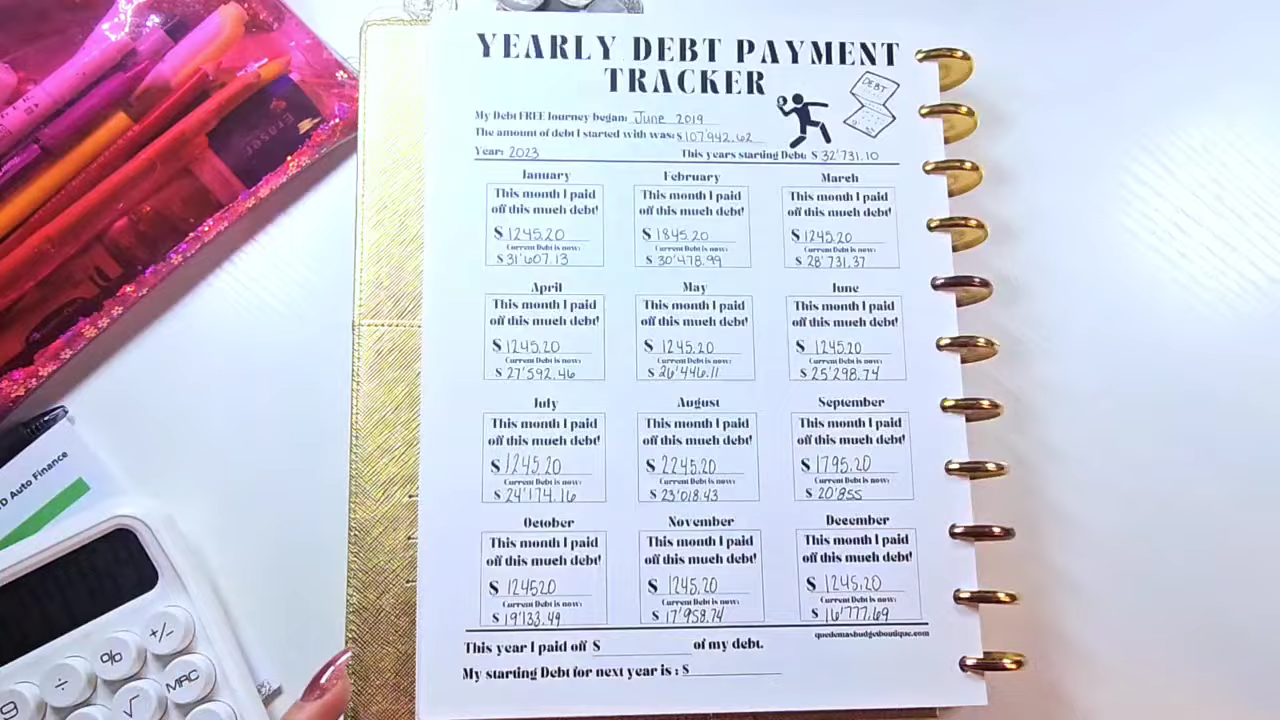 YEARLY DEBT PAYMENT
TRACKER
DEBT
My Debt FREE Journey began: June 2019
The amount of debt I started with was: $107,942.62
Year: 2023 This years starting Debt: $ 32'731.10
January February March
This month I paid This month I paid This month I paid
off this much debt! off this much debt! off this much debt!
$ 1245.20 $ 1845.20 $ 1245.20
Current Debt is now: Current Debt is now: Current Debt is now:
$ 31'607.13 $ 30'478.99 $ 28'731.37
April May June
This month I paid This month I paid This month I paid
off this much debt! off this much debt! off this much debt!
$ 1245.20 $ 1245.20 $ 1245.20
Current Debt is now: Current Debt is now: Current Debt is now:
$ 27'592.46 $ 26'446.11 $ 25'298.74
July August September
This month I paid This month I paid This month I paid
off this much debt! off this much debt! off this much debt!
$ 1245.20 $ 2245.20 $ 1795.20
Current Debt is now: Current Debt is now: Current Debt is now:
$ 24'174.16 $ 23'018.43 $ 20'855
October November December
This month I paid This month I paid This month I paid
off this much debt! off this much debt! off this much debt!
$ 124520 $ 1245.20 $ 1245.20
Current Debt is now: Current Debt is now: Current Debt is now:
$ 19'133.49 $ 17'958.74 $ 16'777.69
quedemasbudgetboutique.com
This year I paid off $ of my debt.
My starting Debt for next year is : $
Eraser
D Auto Finance
+/-
%
MRC
÷
√
9